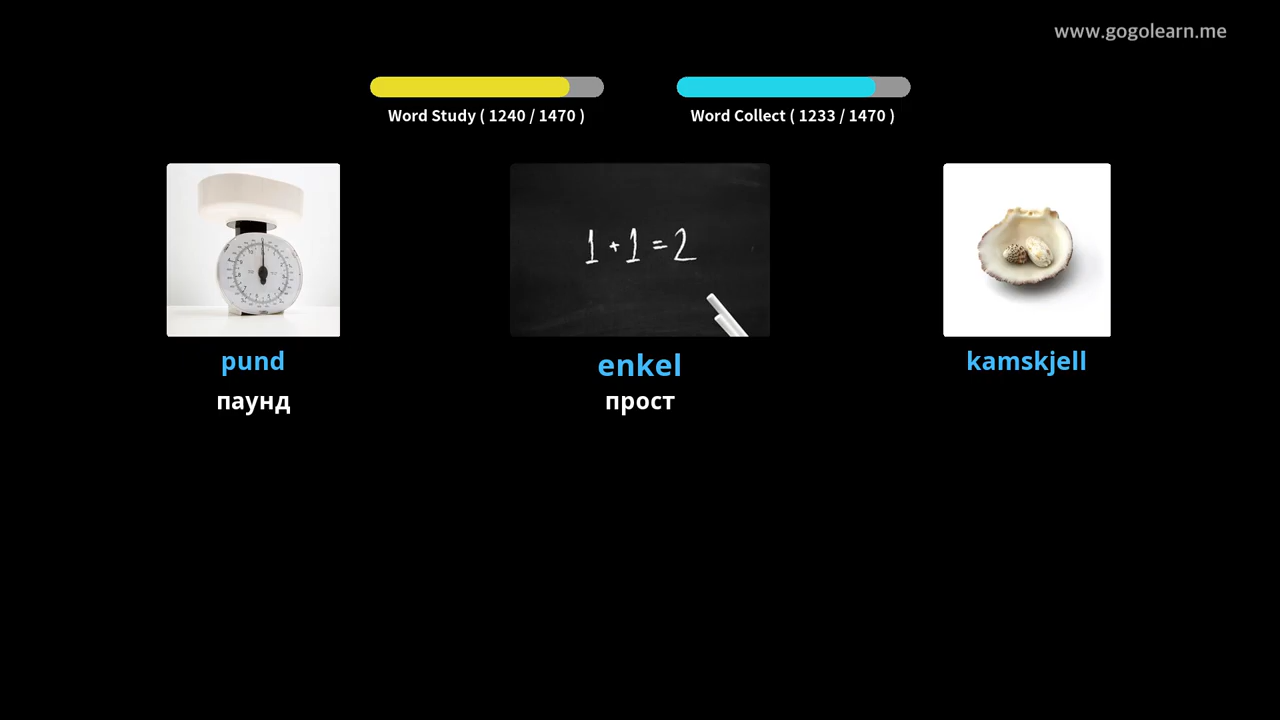 www.gogolearn.me
Word Study ( 1240 / 1470 )
Word Collect ( 1233 / 1470 )
1 + 1 = 2
pund
enkel
kamskjell
паунд
прост